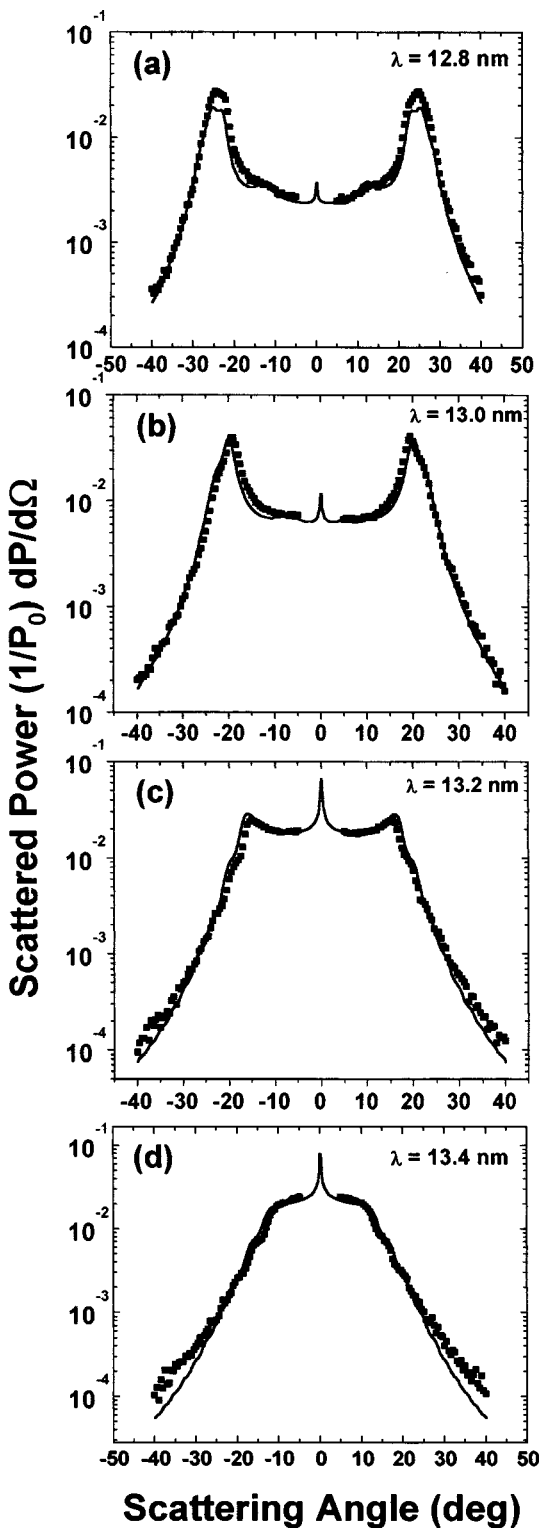 Scattered Power (1/P₀) dP/dΩ
(a)
λ = 12.8 nm
10⁻¹
10⁻²
10⁻³
10⁻⁴
-50 -40 -30 -20 -10 0 10 20 30 40 50
(b)
λ = 13.0 nm
10⁻¹
10⁻²
10⁻³
10⁻⁴
-40 -30 -20 -10 0 10 20 30 40
(c)
λ = 13.2 nm
10⁻¹
10⁻²
10⁻³
10⁻⁴
-40 -30 -20 -10 0 10 20 30 40
(d)
λ = 13.4 nm
10⁻¹
10⁻²
10⁻³
10⁻⁴
-50 -40 -30 -20 -10 0 10 20 30 40 50
Scattering Angle (deg)